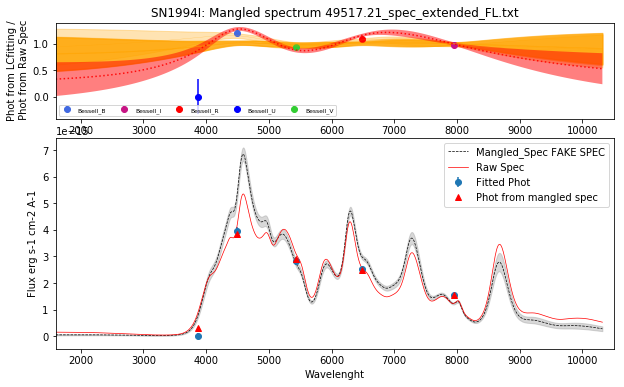 SN1994I: Mangled spectrum 49517.21_spec_extended_FL.txt
Phot from LCfitting /
Phot from Raw Spec
1.0
0.5
0.0
Bessell_B
Bessell_I
Bessell_R
Bessell_U
Bessell_V
2000 3000 4000 5000 6000 7000 8000 9000 10000
Flux erg s-1 cm-2 A-1
7
6
5
4
3
2
1
0
Mangled_Spec FAKE SPEC
Raw Spec
Fitted Phot
Phot from mangled spec
2000 3000 4000 5000 6000 7000 8000 9000 10000
Wavelenght